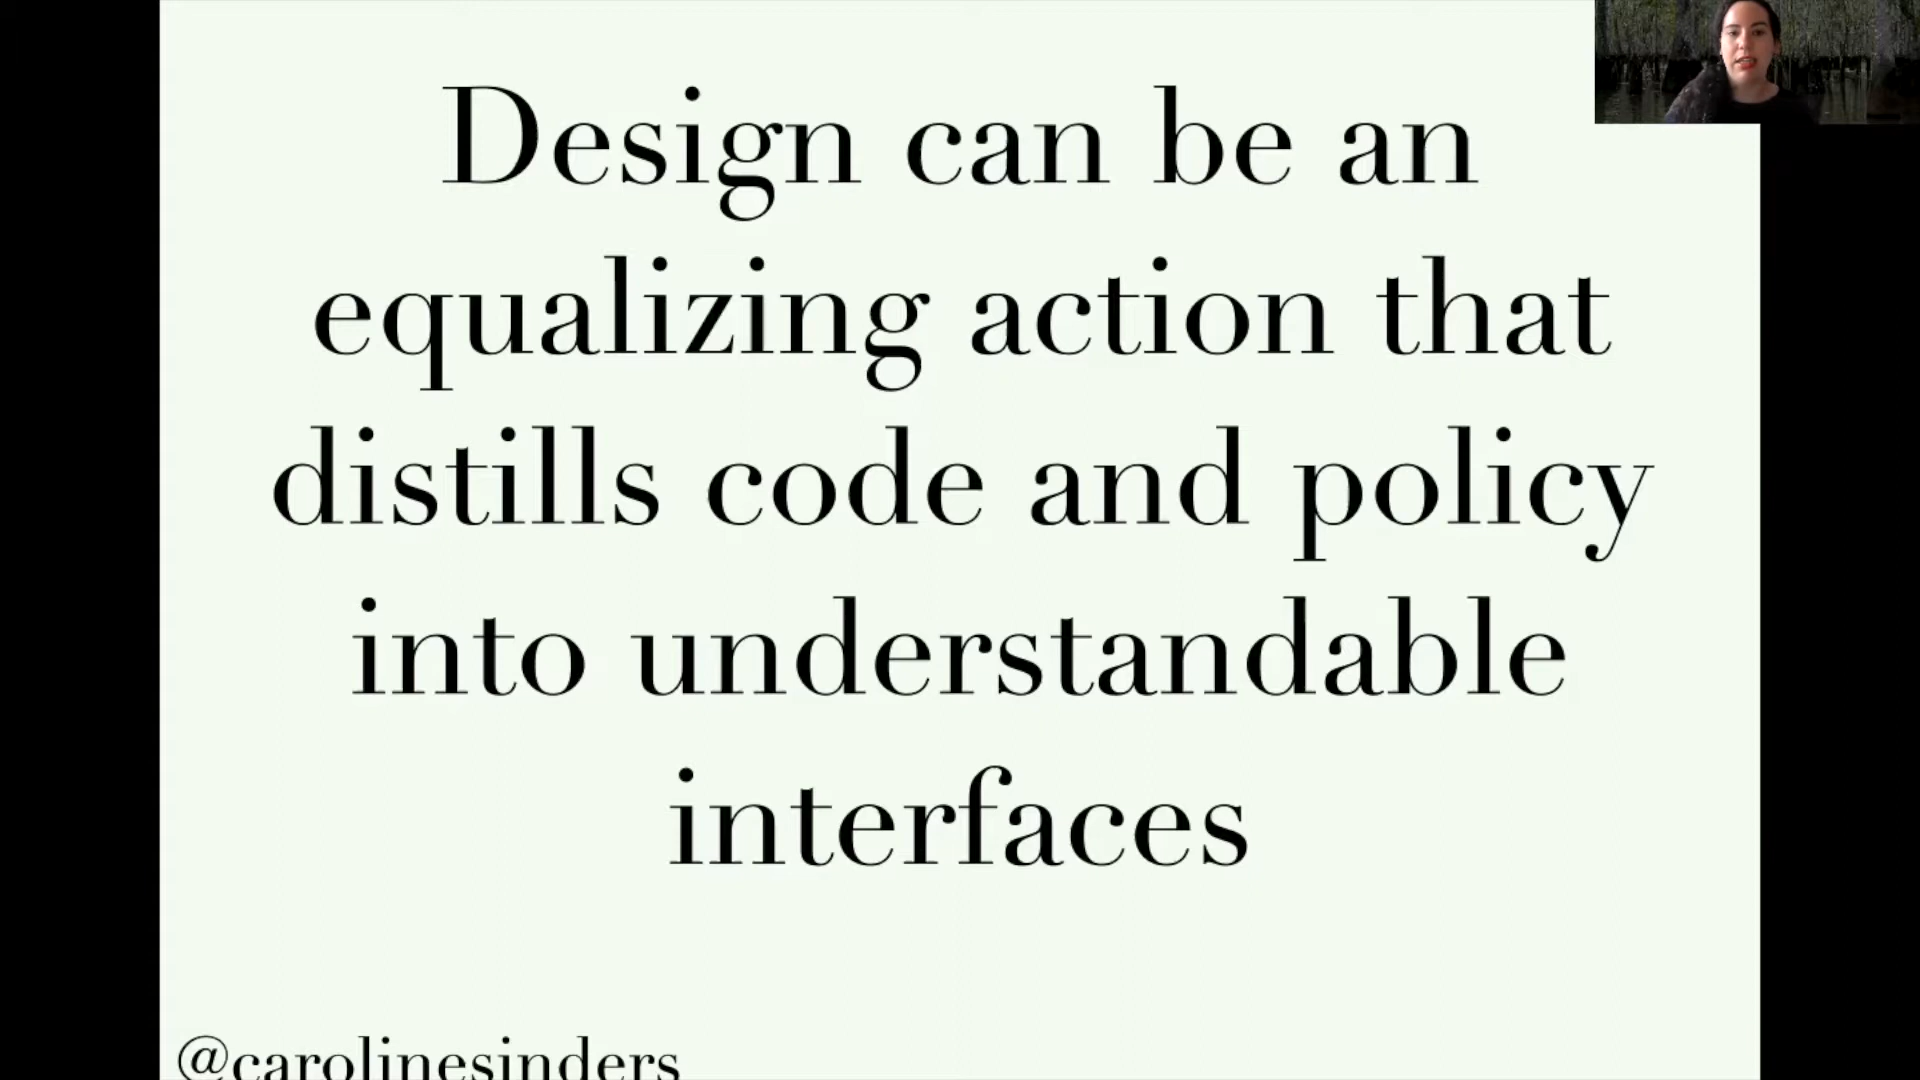 Design can be an
equalizing action that
distills code and policy
into understandable
interfaces
@carolinesinders